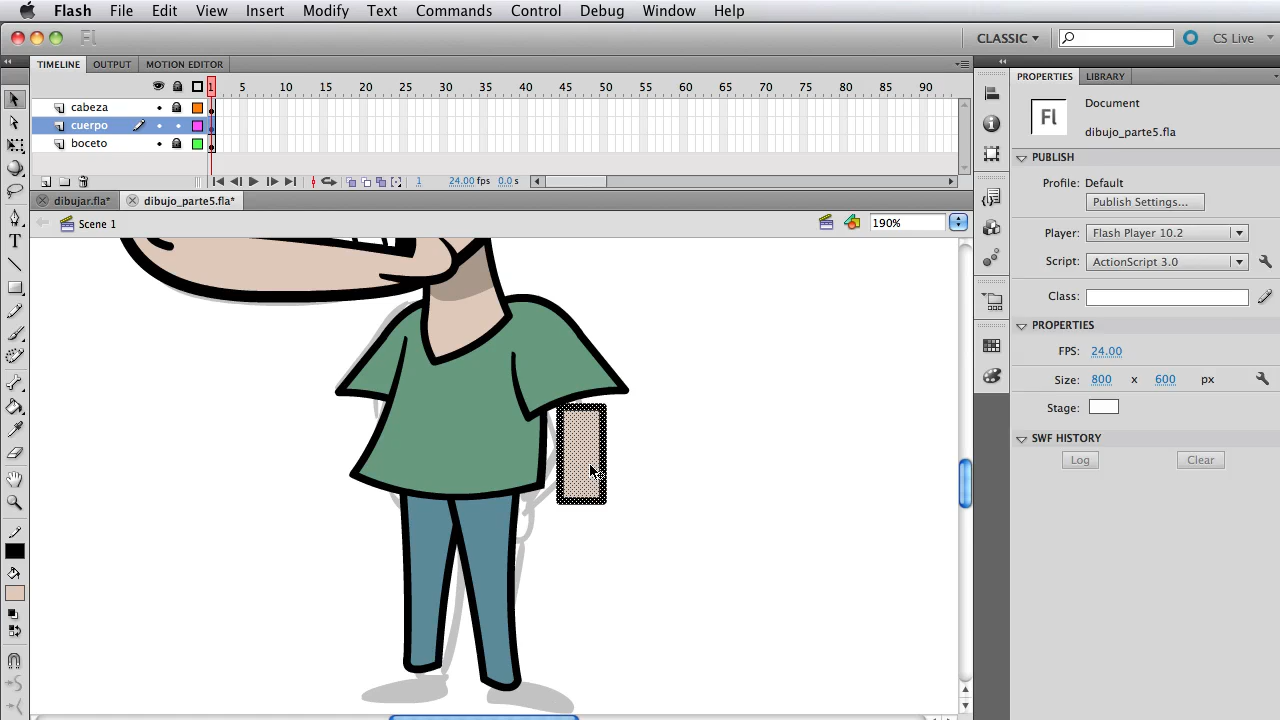 Flash File Edit View Insert Modify Text Commands Control Debug Window Help
Fl CLASSIC CS Live
TIMELINE OUTPUT MOTION EDITOR
1 5 10 15 20 25 30 35 40 45 50 55 60 65 70 75 80 85 90
cabeza
cuerpo
boceto
1 24.00 fps 0.0 s
dibujar.fla* dibujo_parte5.fla*
Scene 1 190%
T
PROPERTIES LIBRARY
Fl Document
dibujo_parte5.fla
PUBLISH
Profile: Default
Publish Settings...
Player: Flash Player 10.2
Script: ActionScript 3.0
Class:
PROPERTIES
FPS: 24.00
Size: 800 x 600 px
Stage:
SWF HISTORY
Log Clear